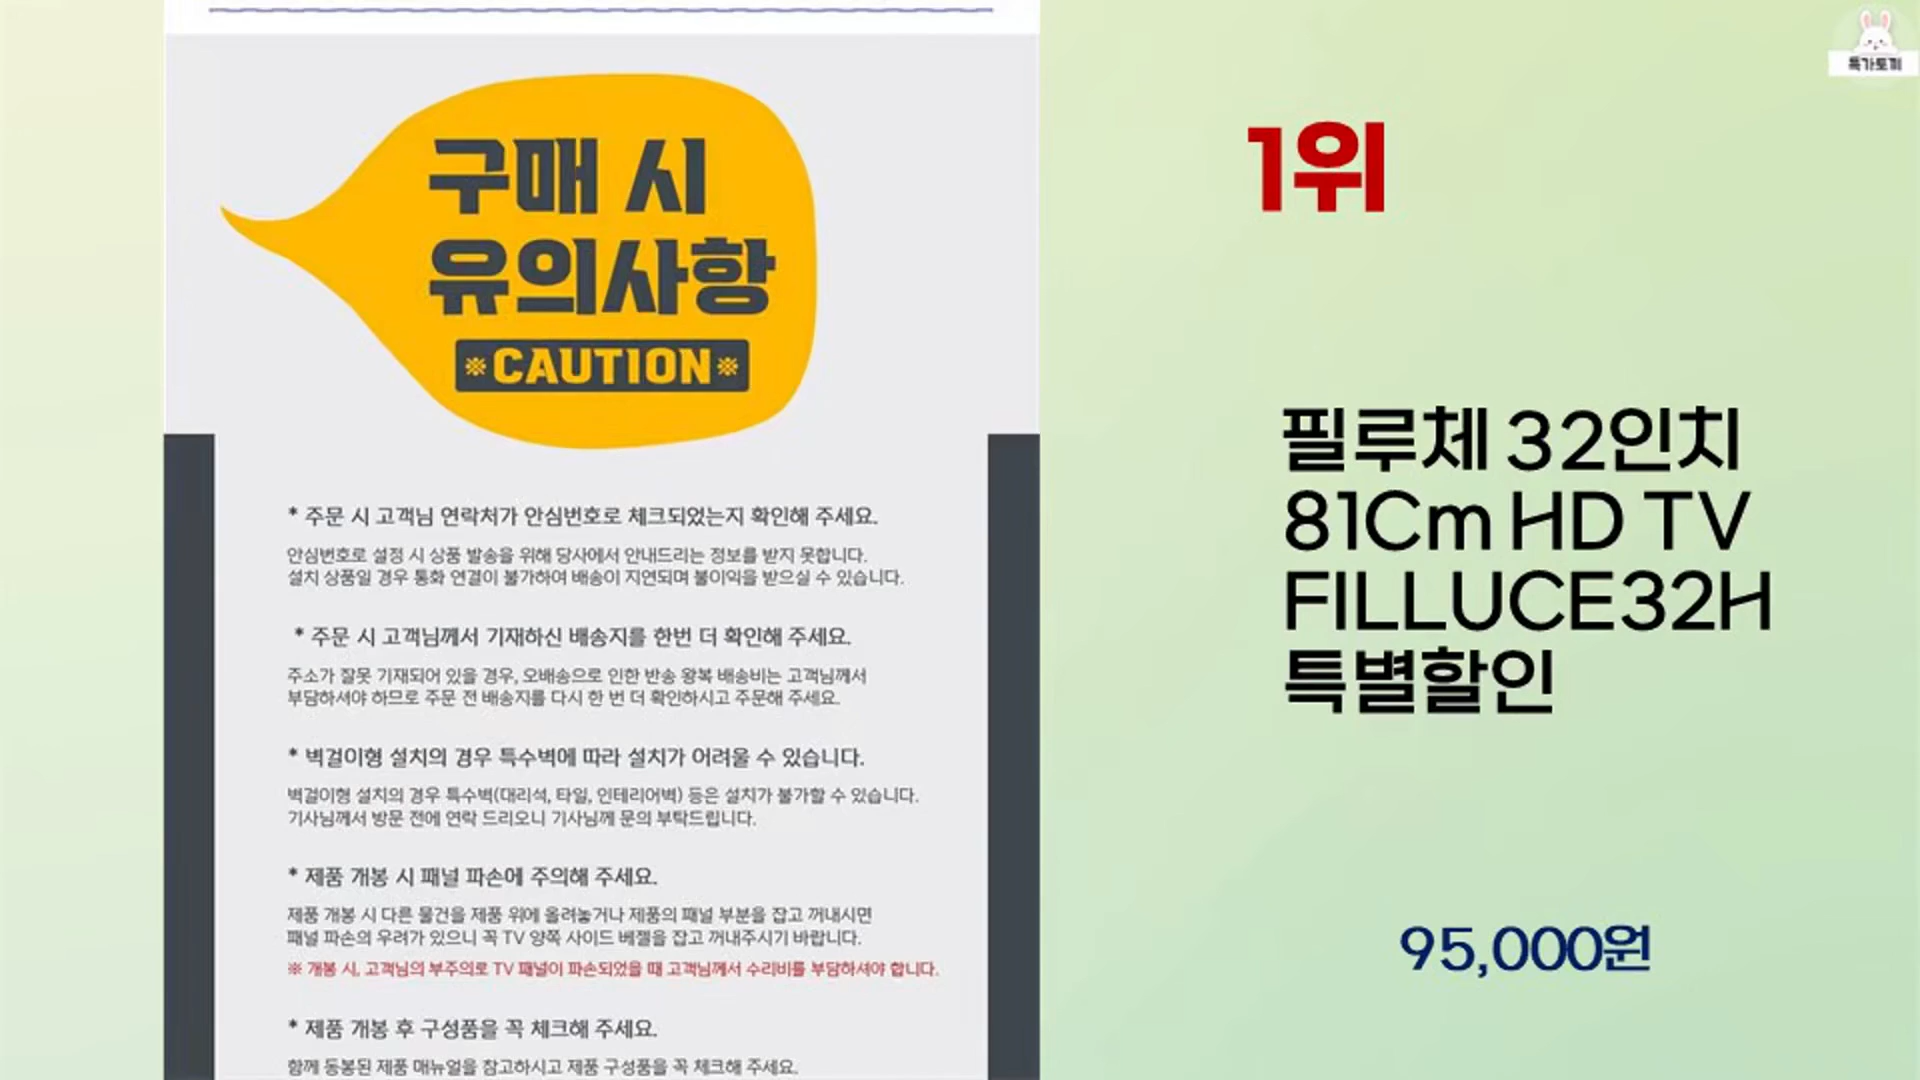 구매 시
유의사항
※CAUTION※
* 주문 시 고객님 연락처가 안심번호로 체크되었는지 확인해 주세요.
안심번호로 설정 시 상품 발송을 위해 당사에서 안내드리는 정보를 받지 못합니다.
설치 상품일 경우 통화 연결이 불가하여 배송이 지연되며 불이익을 받으실 수 있습니다.
* 주문 시 고객님께서 기재하신 배송지를 한번 더 확인해 주세요.
주소가 잘못 기재되어 있을 경우, 오배송으로 인한 반송 왕복 배송비는 고객님께서
부담하셔야 하므로 주문 전 배송지를 다시 한 번 더 확인하시고 주문해 주세요.
* 벽걸이형 설치의 경우 특수벽에 따라 설치가 어려울 수 있습니다.
벽걸이형 설치의 경우 특수벽(대리석, 타일, 인테리어벽) 등은 설치가 불가할 수 있습니다.
기사님께서 방문 전에 연락 드리오니 기사님께 문의 부탁드립니다.
* 제품 개봉 시 패널 파손에 주의해 주세요.
제품 개봉 시 다른 물건을 제품 위에 올려놓거나 제품의 패널 부분을 잡고 꺼내시면
패널 파손의 우려가 있으니 꼭 TV 양쪽 사이드 베젤을 잡고 꺼내주시기 바랍니다.
※ 개봉 시, 고객님의 부주의로 TV 패널이 파손되었을 때 고객님께서 수리비를 부담하셔야 합니다.
* 제품 개봉 후 구성품을 꼭 체크해 주세요.
함께 동봉된 제품 매뉴얼을 참고하시고 제품 구성품을 꼭 체크해 주세요.
특가토끼
1위
필루체 32인치
81Cm HD TV
FILLUCE32H
특별할인
95,000원